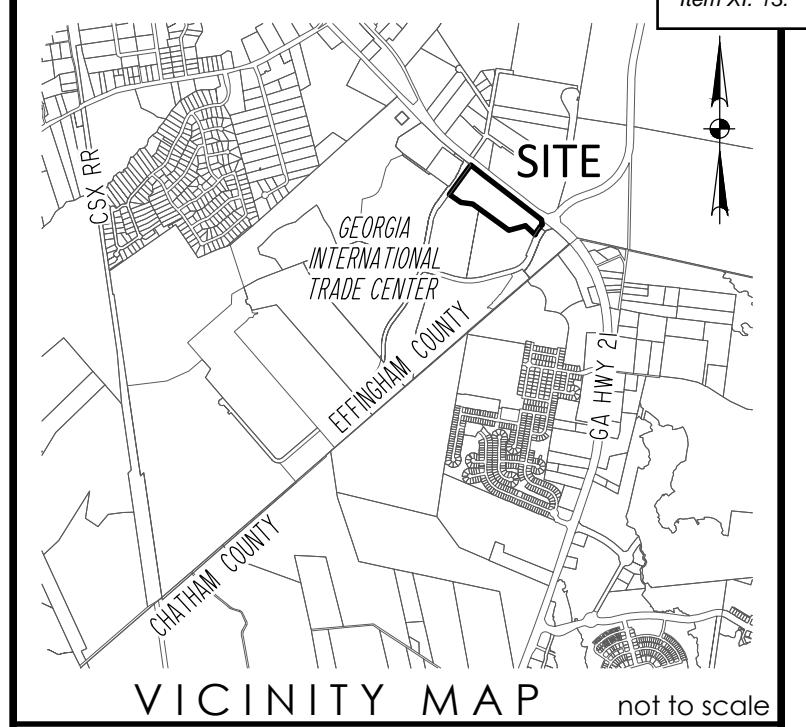 Item XI. 13.
SITE
CSX RR
GEORGIA
INTERNATIONAL
TRADE CENTER
EFFINGHAM COUNTY
GA HWY 21
CHATHAM COUNTY
VICINITY MAP
not to scale